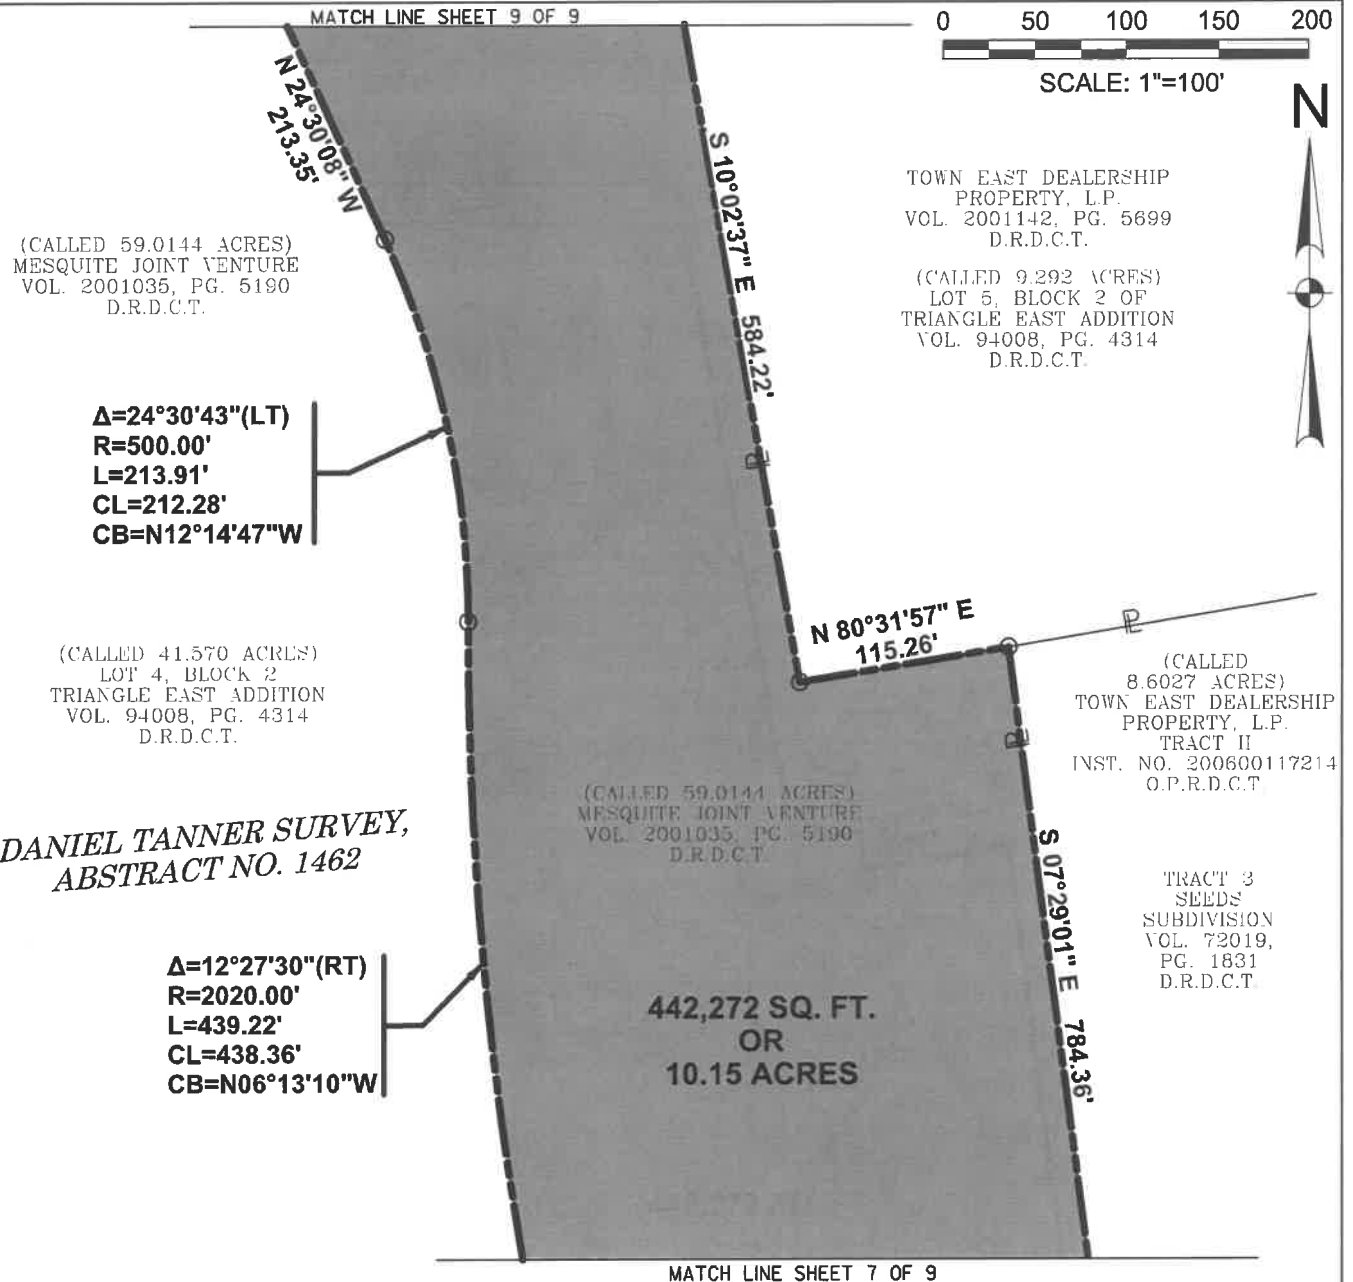 MATCH LINE SHEET 9 OF 9
0 50 100 150 200
SCALE: 1"=100'
N
N 24°30'08" W
213.35'
S 10°02'37" E 584.22'
TOWN EAST DEALERSHIP
PROPERTY, L.P.
VOL. 2001142, PG. 5699
D.R.D.C.T.
(CALLED 9.292 ACRES)
LOT 5, BLOCK 2 OF
TRIANGLE EAST ADDITION
VOL. 94008, PG. 4314
D.R.D.C.T.
(CALLED 59.0144 ACRES)
MESQUITE JOINT VENTURE
VOL. 2001035, PG. 5190
D.R.D.C.T.
Δ=24°30'43"(LT)
R=500.00'
L=213.91'
CL=212.28'
CB=N12°14'47"W
PL
N 80°31'57" E
115.26'
PL
(CALLED 41.570 ACRES)
LOT 4, BLOCK 2
TRIANGLE EAST ADDITION
VOL. 94008, PG. 4314
D.R.D.C.T.
(CALLED
8.6027 ACRES)
TOWN EAST DEALERSHIP
PROPERTY, L.P.
TRACT II
INST. NO. 200600117214
O.P.R.D.C.T.
PL
(CALLED 59.0144 ACRES)
MESQUITE JOINT VENTURE
VOL. 2001035, PG. 5190
D.R.D.C.T.
DANIEL TANNER SURVEY,
ABSTRACT NO. 1462
S 07°29'01" E 784.36'
TRACT 3
SEEDS
SUBDIVISION
VOL. 72019,
PG. 1831
D.R.D.C.T.
Δ=12°27'30"(RT)
R=2020.00'
L=439.22'
CL=438.36'
CB=N06°13'10"W
442,272 SQ. FT.
OR
10.15 ACRES
MATCH LINE SHEET 7 OF 9